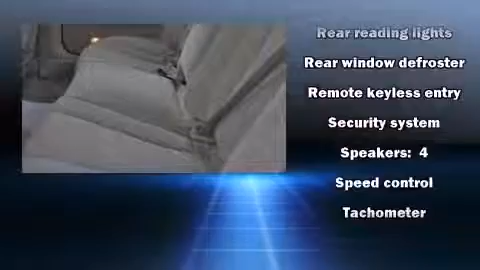 Rear reading lights
Rear window defroster
Remote keyless entry
Security system
Speakers: 4
Speed control
Tachometer